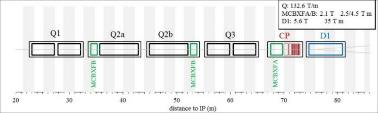 Q: 132.6 T/m
MCBXFA/B: 2.1 T 2.5/4.5 T m
D1: 5.6 T 35 T m
Q1 Q2a Q2b Q3 CP D1
MCBXFB MCBXFB MCBXFA
20 30 40 50 60 70 80
distance to IP (m)